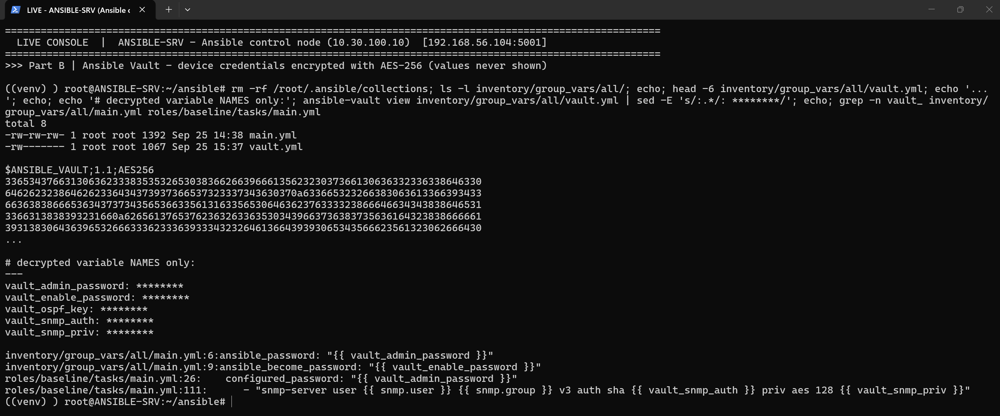 LIVE - ANSIBLE-SRV (Ansible c
==============================================================================================================
  LIVE CONSOLE  |  ANSIBLE-SRV - Ansible control node (10.30.100.10)  [192.168.56.104:5001]
==============================================================================================================
>>> Part B | Ansible Vault - device credentials encrypted with AES-256 (values never shown)
((venv) ) root@ANSIBLE-SRV:~/ansible# rm -rf /root/.ansible/collections; ls -l inventory/group_vars/all/; echo; head -6 inventory/group_vars/all/vault.yml; echo '...
'; echo; echo '# decrypted variable NAMES only:'; ansible-vault view inventory/group_vars/all/vault.yml | sed -E 's/:.*/: ********/'; echo; grep -n vault_ inventory/
group_vars/all/main.yml roles/baseline/tasks/main.yml
total 8
-rw-rw-rw- 1 root root 1392 Sep 25 14:38 main.yml
-rw------- 1 root root 1067 Sep 25 15:37 vault.yml
$ANSIBLE_VAULT;1.1;AES256
33653437663130636233383535326530383662663966613562323037366130636332336338646330
6462623238646262336434373937366537323337343630370a633665323266383063613366393433
66363838666536343737343565366335613163356530646362376333323866646634343838646531
3366313838393231660a626561376537623632633635303439663736383735636164323838666661
39313830643639653266633362333639333432326461366439393065343566623561323062666430
...
# decrypted variable NAMES only:
---
vault_admin_password: ********
vault_enable_password: ********
vault_ospf_key: ********
vault_snmp_auth: ********
vault_snmp_priv: ********
inventory/group_vars/all/main.yml:6:ansible_password: "{{ vault_admin_password }}"
inventory/group_vars/all/main.yml:9:ansible_become_password: "{{ vault_enable_password }}"
roles/baseline/tasks/main.yml:26:    configured_password: "{{ vault_admin_password }}"
roles/baseline/tasks/main.yml:111:      - "snmp-server user {{ snmp.user }} {{ snmp.group }} v3 auth sha {{ vault_snmp_auth }} priv aes 128 {{ vault_snmp_priv }}"
((venv) ) root@ANSIBLE-SRV:~/ansible#